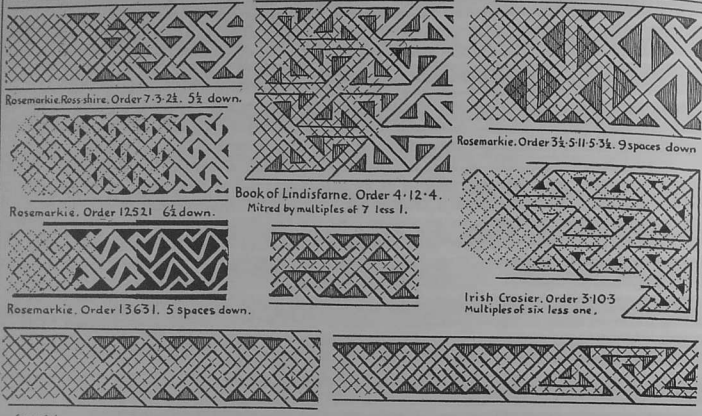 Rosemarkie. Ross-shire. Order 7·3·2½. 5½ down.
Rosemarkie. Order 12521 6½ down.
Rosemarkie. Order 13631. 5 spaces down.
Book of Lindisfarne. Order 4·12·4.
Mitred by multiples of 7 less 1.
Rosemarkie. Order 3½·5·11·5·3½. 9 spaces down
Irish Crosier. Order 3·10·3
Multiples of six less one.